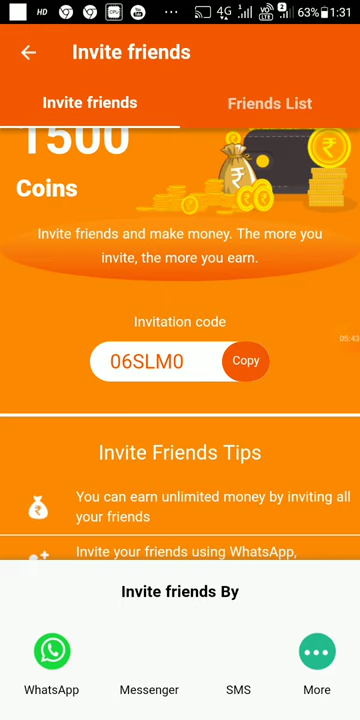 HD
4G
VO
LTE
2
63%
1:31
Invite friends
Invite friends
Friends List
1500
Coins
Invite friends and make money. The more you
invite, the more you earn.
Invitation code
05:43
06SLM0
Copy
Invite Friends Tips
You can earn unlimited money by inviting all
your friends
Invite your friends using WhatsApp,
Invite friends By
WhatsApp
Messenger
SMS
More